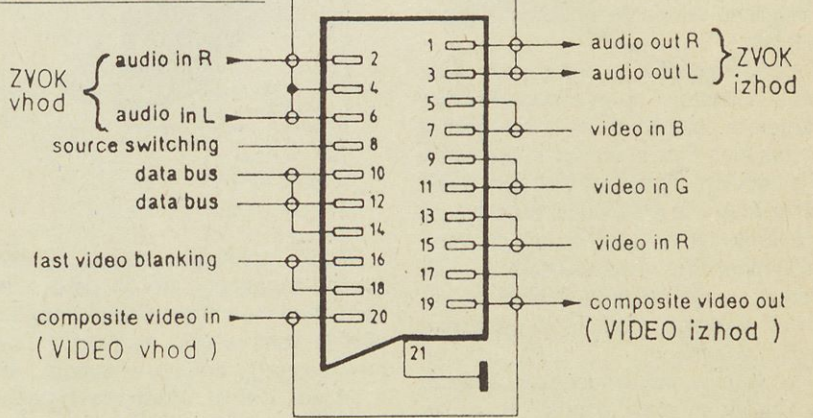 audio in R
ZVOK
vhod
audio in L
source switching
data bus
data bus
fast video blanking
composite video in
( VIDEO vhod )
2
4
6
8
10
12
14
16
18
20
1
3
5
7
9
11
13
15
17
19
21
audio out R
ZVOK
izhod
audio out L
video in B
video in G
video in R
composite video out
( VIDEO izhod )